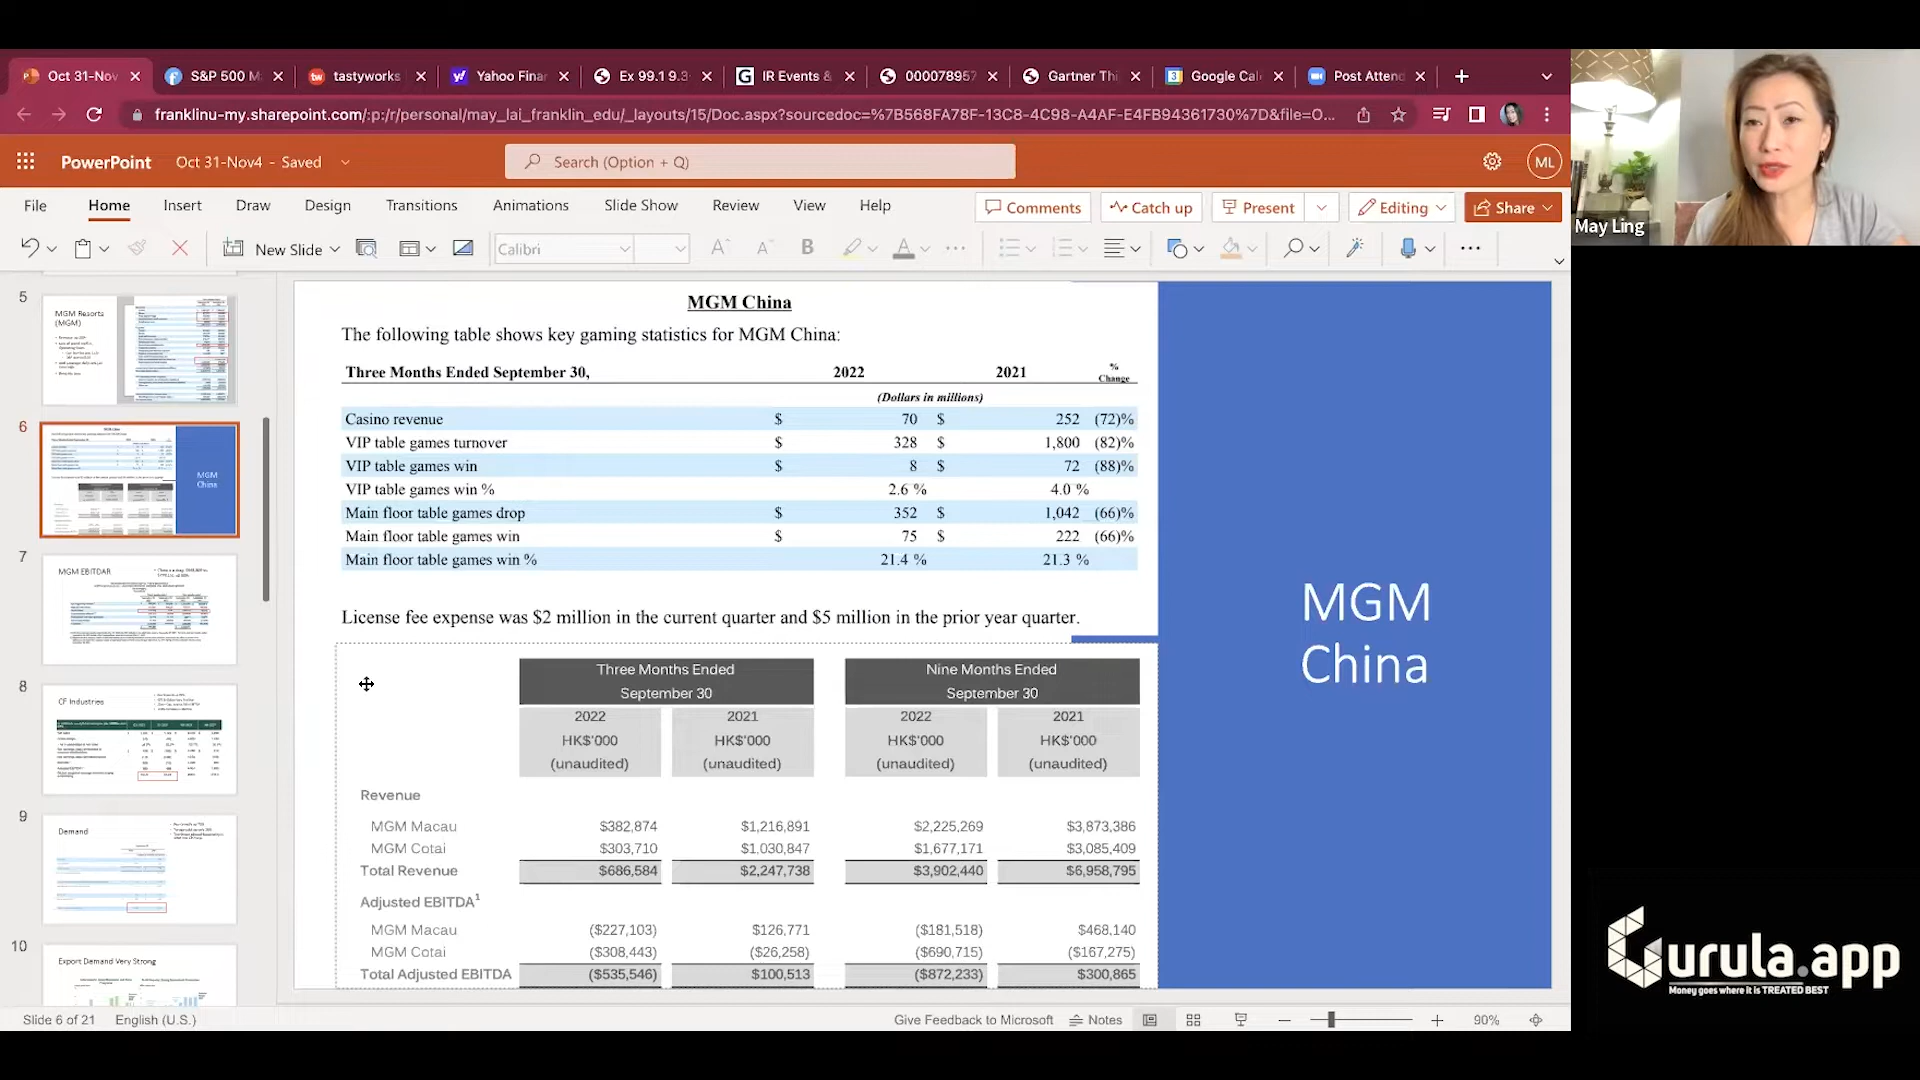 Oct 31-Nov
S&P 500 M
tastyworks
Yahoo Finar
Ex 99.1 9.3
IR Events &
000078957
Gartner Thi
Google Cal
Post Attend
franklinu-my.sharepoint.com/:p:/r/personal/may_lai_franklin_edu/_layouts/15/Doc.aspx?sourcedoc=%7B568FA78F-13C8-4C98-A4AF-E4FB94361730%7D&file=O...
PowerPoint
Oct 31-Nov4 - Saved
Search (Option + Q)
ML
File
Home
Insert
Draw
Design
Transitions
Animations
Slide Show
Review
View
Help
Comments
Catch up
Present
Editing
Share
New Slide
Calibri
May Ling
5
MGM Resorts
(MGM)
6
MGM
China
7
MGM EBITDAR
8
CF Industries
9
Demand
10
Export Demand Very Strong
MGM China
The following table shows key gaming statistics for MGM China:
Three Months Ended September 30, 2022 2021 % Change
(Dollars in millions)
Casino revenue $ 70 $ 252 (72)%
VIP table games turnover $ 328 $ 1,800 (82)%
VIP table games win $ 8 $ 72 (88)%
VIP table games win % 2.6 % 4.0 %
Main floor table games drop $ 352 $ 1,042 (66)%
Main floor table games win $ 75 $ 222 (66)%
Main floor table games win % 21.4 % 21.3 %
License fee expense was $2 million in the current quarter and $5 million in the prior year quarter.
Three Months Ended Nine Months Ended
September 30 September 30
2022 2021 2022 2021
HK$'000 HK$'000 HK$'000 HK$'000
(unaudited) (unaudited) (unaudited) (unaudited)
Revenue
MGM Macau $382,874 $1,216,891 $2,225,269 $3,873,386
MGM Cotai $303,710 $1,030,847 $1,677,171 $3,085,409
Total Revenue $686,584 $2,247,738 $3,902,440 $6,958,795
Adjusted EBITDA1
MGM Macau ($227,103) $126,771 ($181,518) $468,140
MGM Cotai ($308,443) ($26,258) ($690,715) ($167,275)
Total Adjusted EBITDA ($535,546) $100,513 ($872,233) $300,865
MGM
China
Gurula.app
Money goes where it is TREATED BEST
Slide 6 of 21
English (U.S.)
Give Feedback to Microsoft
Notes
90%